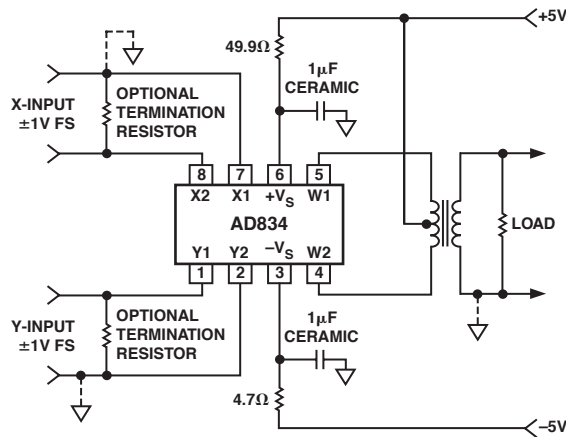 +5V
49.9Ω
1μF
CERAMIC
X-INPUT
±1V FS
OPTIONAL
TERMINATION
RESISTOR
8 7 6 5
X2 X1 +VS W1
AD834
Y1 Y2 –VS W2
1 2 3 4
LOAD
Y-INPUT
±1V FS
OPTIONAL
TERMINATION
RESISTOR
1μF
CERAMIC
4.7Ω
–5V